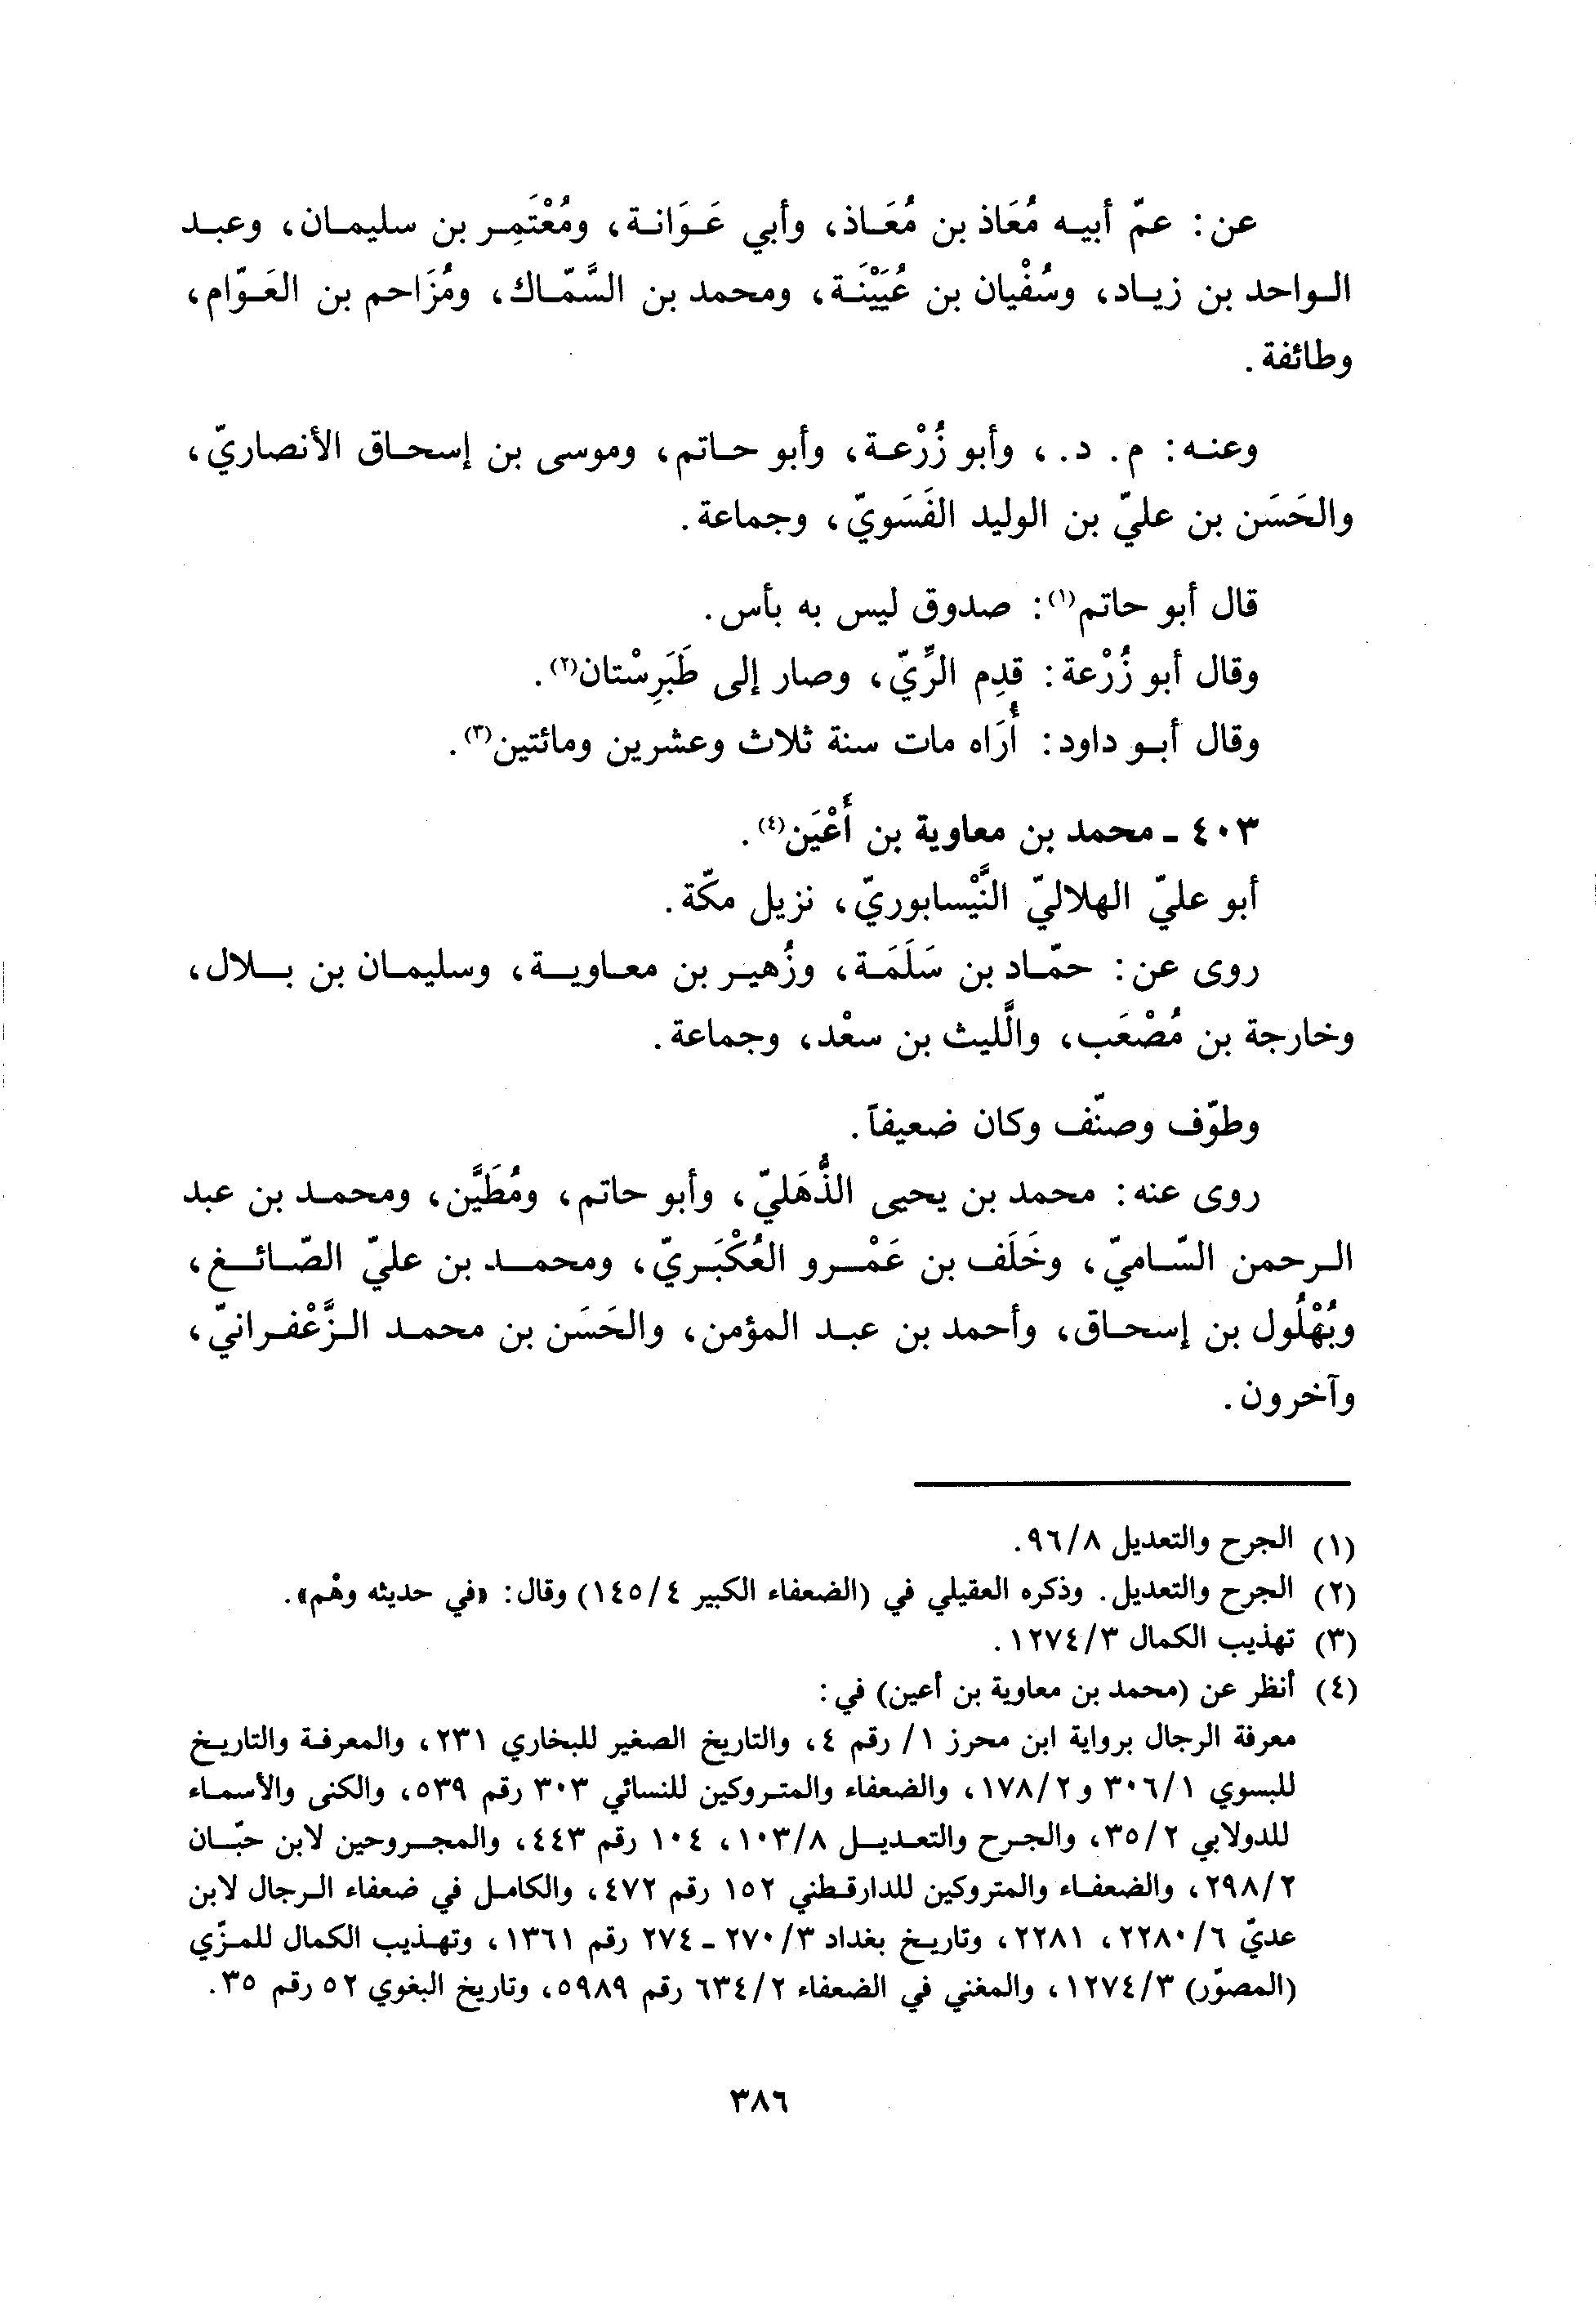 عن: عمّ أبيه مُعَاذ بن مُعَاذ، وأبي عَوَانة، ومُعْتَمِر بن سليمان، وعبد
الواحد بن زياد، وسُفْيان بن عُيَيْنَة، ومحمد بن السَّمّاك، ومُزَاحم بن العَوّام،
وطائفة.
وعنه: م. د.، وأبو زُرْعة، وأبو حاتم، وموسى بن إسحاق الأنصاريّ،
والحَسَن بن عليّ بن الوليد الفَسَويّ، وجماعة.
قال أبو حاتم(١): صدوق ليس به بأس.
وقال أبو زُرْعة: قدِم الرِّيّ، وصار إلى طَبَرِسْتان(٢).
وقال أبو داود: أُرَاه مات سنة ثلاث وعشرين ومائتين(٣).
٤٠٣ - محمد بن معاوية بن أَعْيَن(٤).
أبو عليّ الهلاليّ النَّيْسابوريّ، نزيل مكّة.
روى عن: حمّاد بن سَلَمَة، وزُهير بن معاوية، وسليمان بن بلال،
وخارجة بن مُصْعَب، والَّليث بن سعْد، وجماعة.
وطوّف وصنّف وكان ضعيفاً.
روى عنه: محمد بن يحيى الذُّهَليّ، وأبو حاتم، ومُطَيَّن، ومحمد بن عبد
الرحمن السّاميّ، وخَلَف بن عَمْرو العُكْبَريّ، ومحمد بن عليّ الصّائغ،
وبُهْلُول بن إسحاق، وأحمد بن عبد المؤمن، والحَسَن بن محمد الزَّعْفرانيّ،
وآخرون.
(١) الجرح والتعديل ٩٦/٨.
(٢) الجرح والتعديل. وذكره العقيلي في (الضعفاء الكبير ١٤٥/٤) وقال: «في حديثه وهْم».
(٣) تهذيب الكمال ١٢٧٤/٣.
(٤) أنظر عن (محمد بن معاوية بن أعين) في:
معرفة الرجال برواية ابن محرز ١/ رقم ٤، والتاريخ الصغير للبخاري ٢٣١، والمعرفة والتاريخ
للبسوي ٣٠٦/١ و١٧٨/٢، والضعفاء والمتروكين للنسائي ٣٠٣ رقم ٥٣٩، والكنى والأسماء
للدولابي ٣٥/٢، والجرح والتعديل ١٠٣/٨، ١٠٤ رقم ٤٤٣، والمجروحين لابن حبّان
٢٩٨/٢، والضعفاء والمتروكين للدارقطني ١٥٢ رقم ٤٧٢، والكامل في ضعفاء الرجال لابن
عديّ ٢٢٨٠/٦، ٢٢٨١، وتاريخ بغداد ٢٧٠/٣ - ٢٧٤ رقم ١٣٦١، وتهذيب الكمال للمزّي
(المصوّر) ١٢٧٤/٣، والمغني في الضعفاء ٦٣٤/٢ رقم ٥٩٨٩، وتاريخ البغوي ٥٢ رقم ٣٥.
٣٨٦